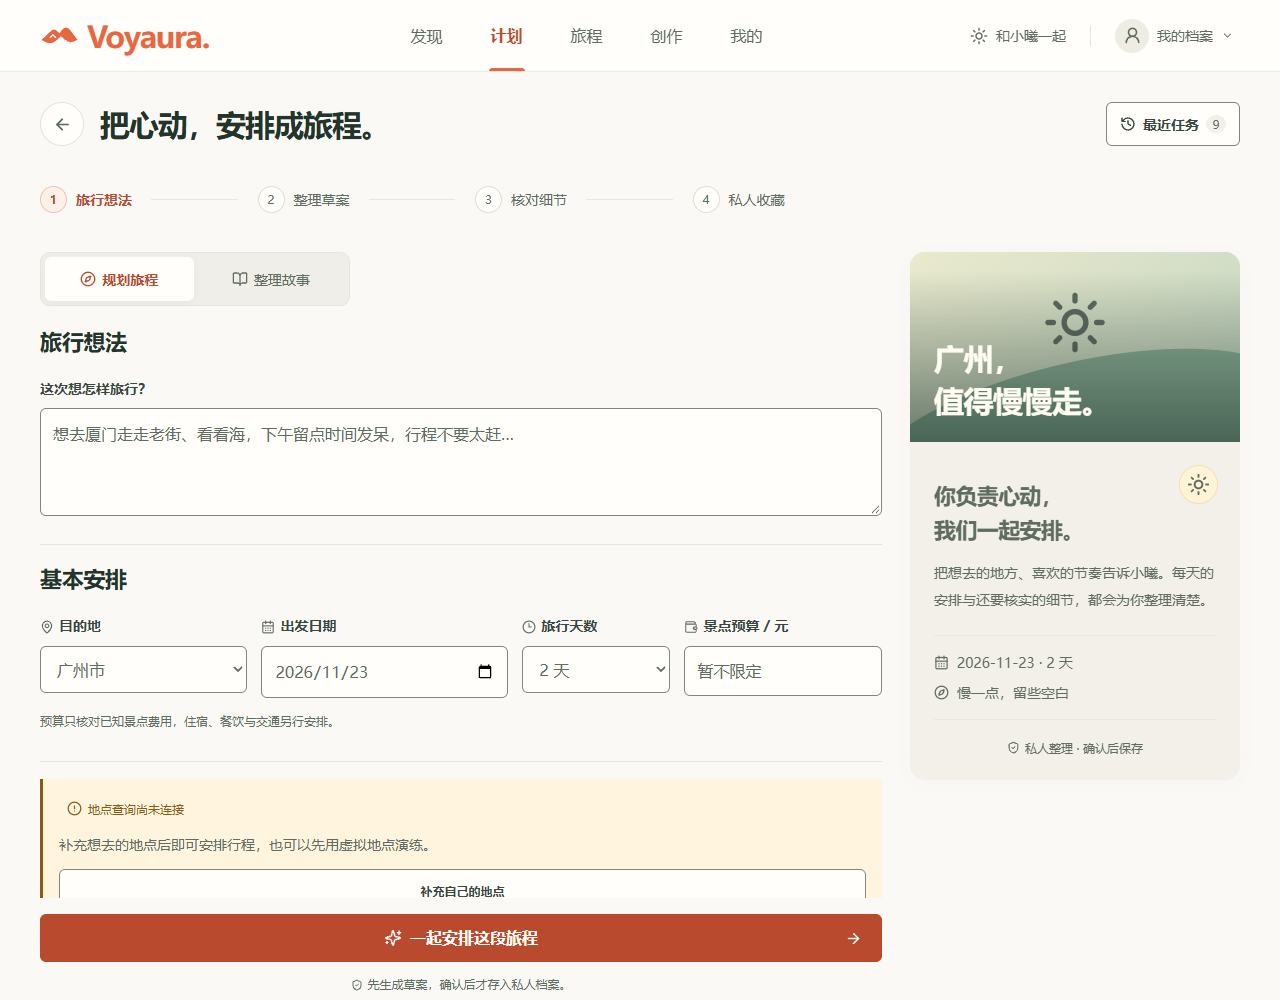 Voyaura.
发现
计划
旅程
创作
我的
和小曦一起
我的档案
把心动，安排成旅程。
最近任务 9
1 旅行想法
2 整理草案
3 核对细节
4 私人收藏
规划旅程
整理故事
旅行想法
这次想怎样旅行？
想去厦门走走老街、看看海，下午留点时间发呆，行程不要太赶...
基本安排
目的地
出发日期
旅行天数
景点预算 / 元
广州市
2026/11/23
2 天
暂不限定
预算只核对已知景点费用，住宿、餐饮与交通另行安排。
地点查询尚未连接
补充想去的地点后即可安排行程，也可以先用虚拟地点演练。
补充自己的地点
一起安排这段旅程
先生成草案，确认后才存入私人档案。
广州，
值得慢慢走。
你负责心动，
我们一起安排。
把想去的地方、喜欢的节奏告诉小曦。每天的
安排与还要核实的细节，都会为你整理清楚。
2026-11-23 · 2 天
慢一点，留些空白
私人整理 · 确认后保存